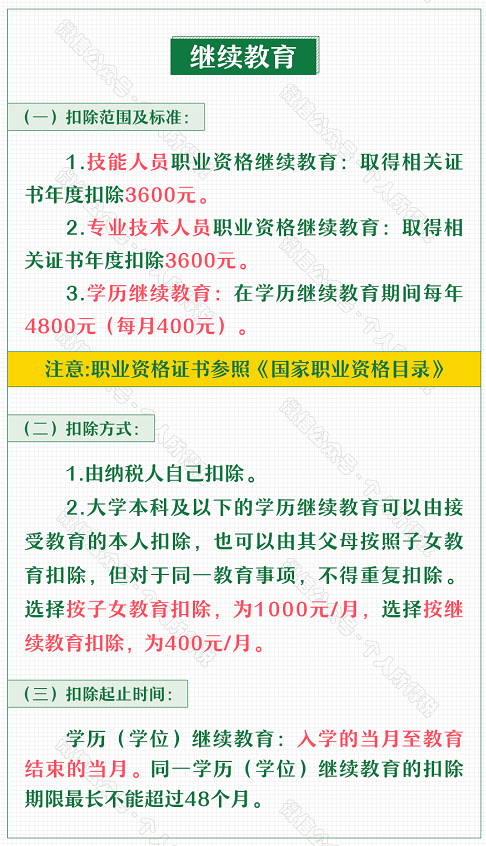 继续教育
（一）扣除范围及标准：
1.技能人员职业资格继续教育：取得相关证
书年度扣除3600元。
2.专业技术人员职业资格继续教育：取得相
关证书年度扣除3600元。
3.学历继续教育：在学历继续教育期间每年
4800元（每月400元）。
注意:职业资格证书参照《国家职业资格目录》
（二）扣除方式：
1.由纳税人自己扣除。
2.大学本科及以下的学历继续教育可以由接
受教育的本人扣除，也可以由其父母按照子女教
育扣除，但对于同一教育事项，不得重复扣除。
选择按子女教育扣除，为1000元/月，选择按继
续教育扣除，为400元/月。
（三）扣除起止时间：
学历（学位）继续教育：入学的当月至教育
结束的当月。同一学历（学位）继续教育的扣除
期限最长不能超过48个月。